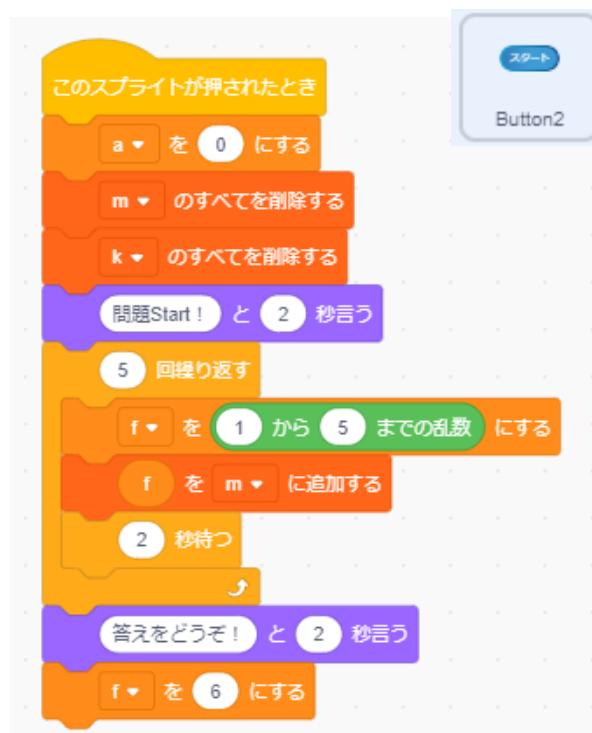 スタート
Button2
このスプライトが押されたとき
a を 0 にする
m のすべてを削除する
k のすべてを削除する
問題Start！ と 2 秒言う
5 回繰り返す
f を 1 から 5 までの乱数 にする
f を m に追加する
2 秒待つ
答えをどうぞ！ と 2 秒言う
f を 6 にする